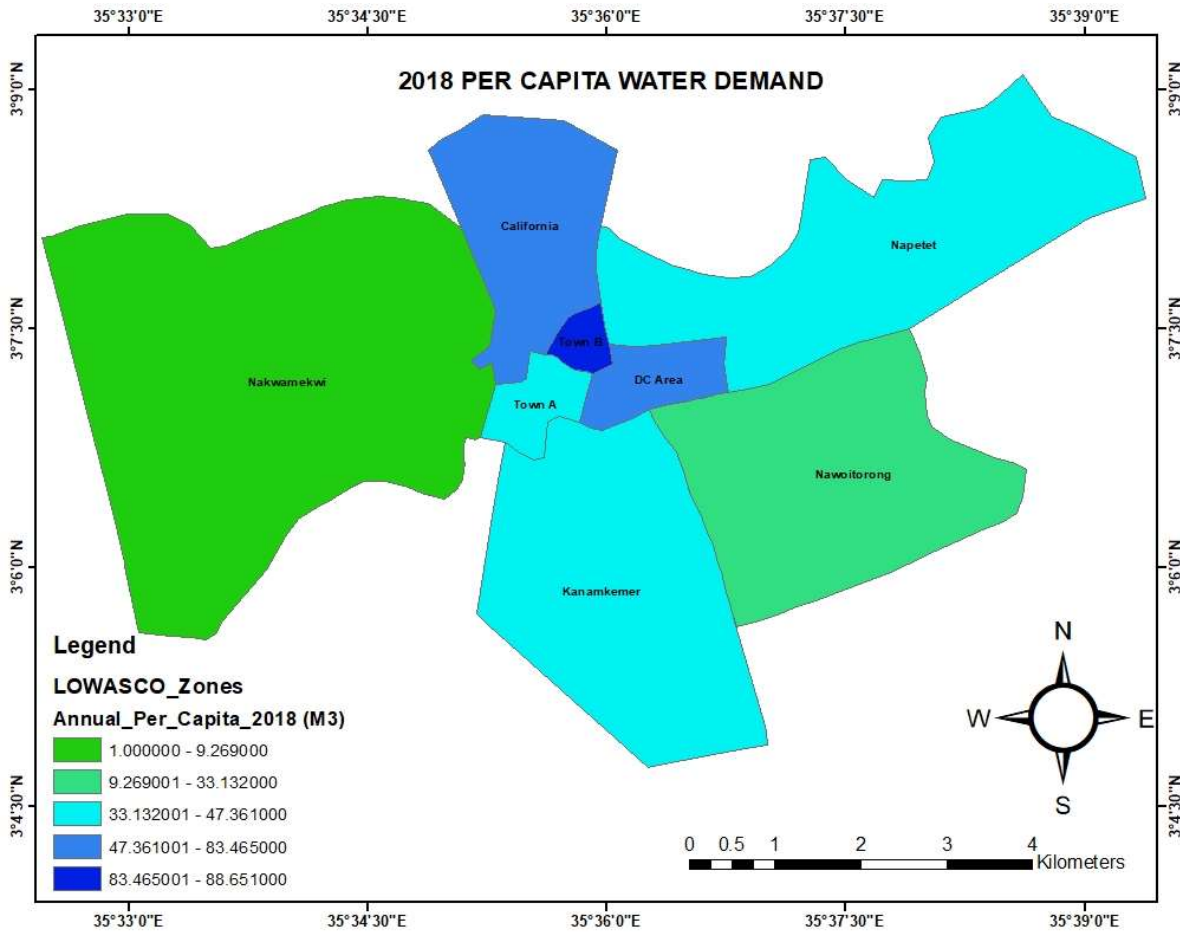 35°33'0"E 35°34'30"E 35°36'0"E 35°37'30"E 35°39'0"E
3°9'0"N 3°9'0"N
2018 PER CAPITA WATER DEMAND
California
Napetet
3°7'30"N 3°7'30"N
Town B
Nakwamekwi
DC Area
Town A
Nawoitorong
3°6'0"N 3°6'0"N
Kanamkemer
Legend
LOWASCO_Zones
Annual_Per_Capita_2018 (M3)
1.000000 - 9.269000
9.269001 - 33.132000
33.132001 - 47.361000
47.361001 - 83.465000
83.465001 - 88.651000
N
W E
S
3°4'30"N 3°4'30"N
0 0.5 1 2 3 4
Kilometers
35°33'0"E 35°34'30"E 35°36'0"E 35°37'30"E 35°39'0"E